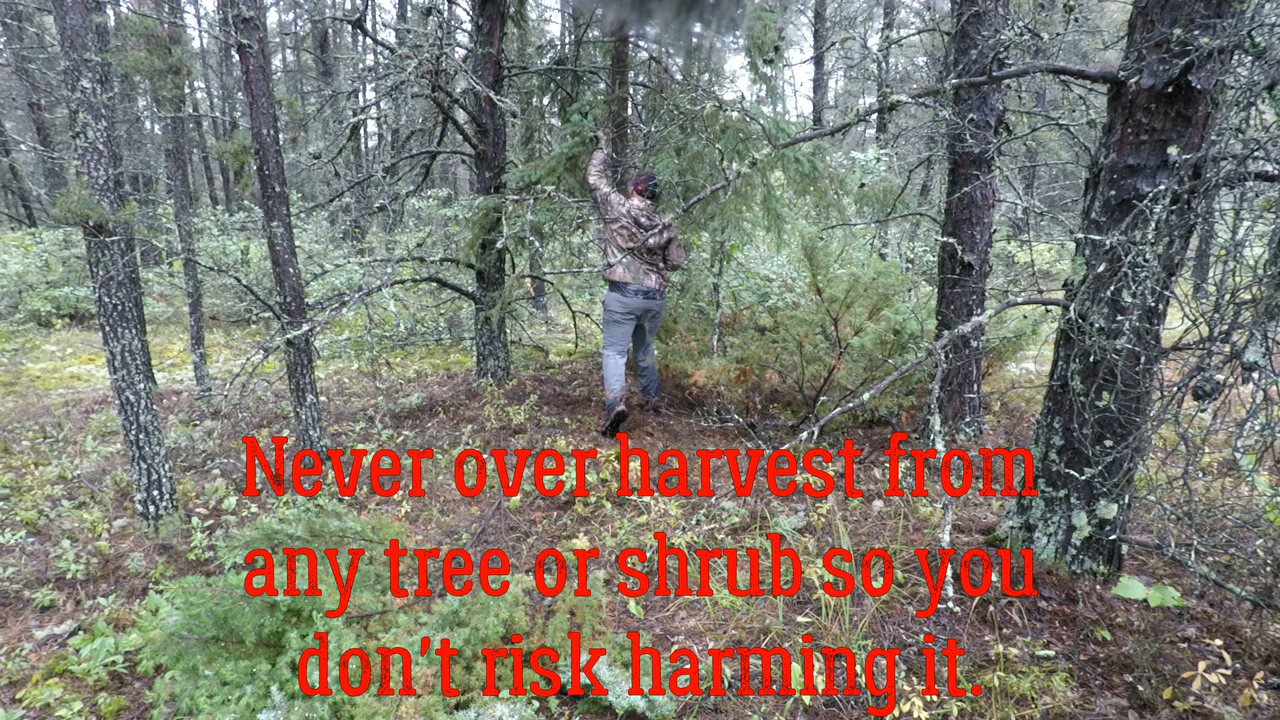 Never over harvest from
any tree or shrub so you
don't risk harming it.